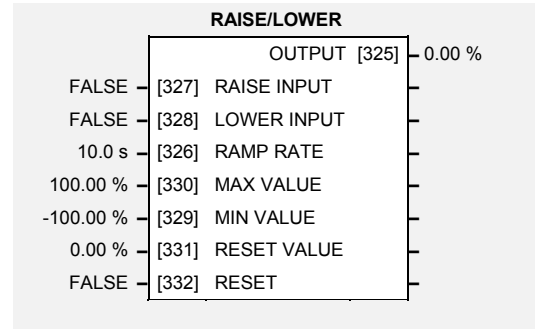 RAISE/LOWER
OUTPUT [325] – 0.00 %
FALSE – [327] RAISE INPUT –
FALSE – [328] LOWER INPUT –
10.0 s – [326] RAMP RATE –
100.00 % – [330] MAX VALUE –
-100.00 % – [329] MIN VALUE –
0.00 % – [331] RESET VALUE –
FALSE – [332] RESET –